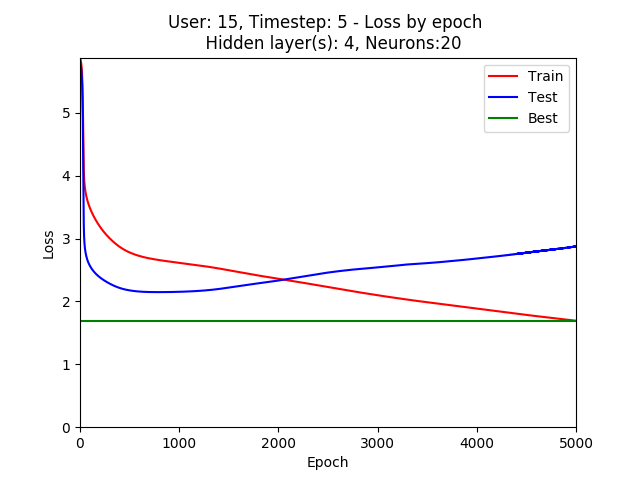 User: 15, Timestep: 5 - Loss by epoch
Hidden layer(s): 4, Neurons:20
Train
Test
Best
Loss
5
4
3
2
1
0
0
1000
2000
3000
4000
5000
Epoch